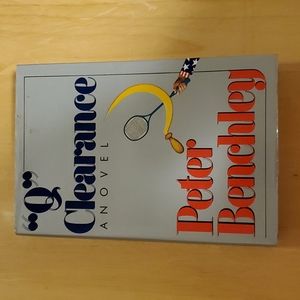 "Q"
Clearance
A NOVEL
Peter
Benchley